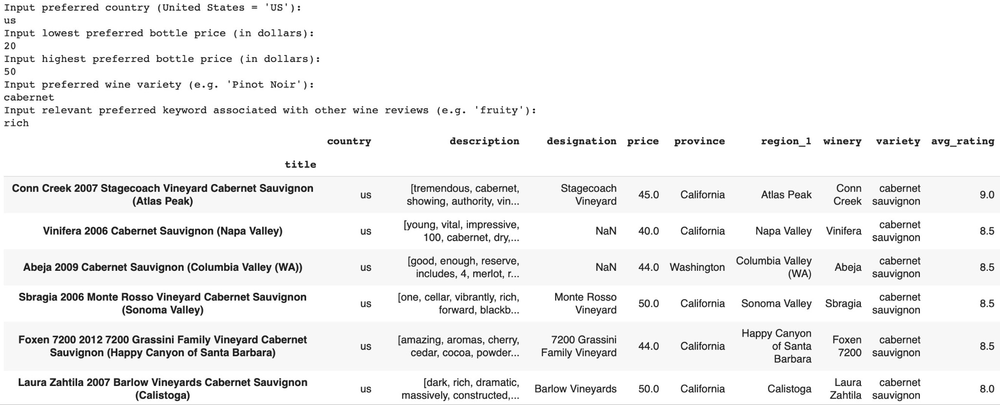 Input preferred country (United States = 'US'):
us
Input lowest preferred bottle price (in dollars):
20
Input highest preferred bottle price (in dollars):
50
Input preferred wine variety (e.g. 'Pinot Noir'):
cabernet
Input relevant preferred keyword associated with other wine reviews (e.g. 'fruity'):
rich
country description designation price province region_1 winery variety avg_rating
title
Conn Creek 2007 Stagecoach Vineyard Cabernet Sauvignon
(Atlas Peak)
us
[tremendous, cabernet,
showing, authority, vin...
Stagecoach
Vineyard
45.0
California
Atlas Peak
Conn
Creek
cabernet
sauvignon
9.0
Vinifera 2006 Cabernet Sauvignon (Napa Valley)
us
[young, vital, impressive,
100, cabernet, dry,...
NaN
40.0
California
Napa Valley
Vinifera
cabernet
sauvignon
8.5
Abeja 2009 Cabernet Sauvignon (Columbia Valley (WA))
us
[good, enough, reserve,
includes, 4, merlot, r...
NaN
44.0
Washington
Columbia Valley
(WA)
Abeja
cabernet
sauvignon
8.5
Sbragia 2006 Monte Rosso Vineyard Cabernet Sauvignon
(Sonoma Valley)
us
[one, cellar, vibrantly, rich,
forward, blackb...
Monte Rosso
Vineyard
50.0
California
Sonoma Valley
Sbragia
cabernet
sauvignon
8.5
Foxen 7200 2012 7200 Grassini Family Vineyard Cabernet
Sauvignon (Happy Canyon of Santa Barbara)
us
[amazing, aromas, cherry,
cedar, cocoa, powder...
7200 Grassini
Family Vineyard
44.0
California
Happy Canyon
of Santa
Barbara
Foxen
7200
cabernet
sauvignon
8.5
Laura Zahtila 2007 Barlow Vineyards Cabernet Sauvignon
(Calistoga)
us
[dark, rich, dramatic,
massively, constructed,...
Barlow Vineyards
50.0
California
Calistoga
Laura
Zahtila
cabernet
sauvignon
8.0